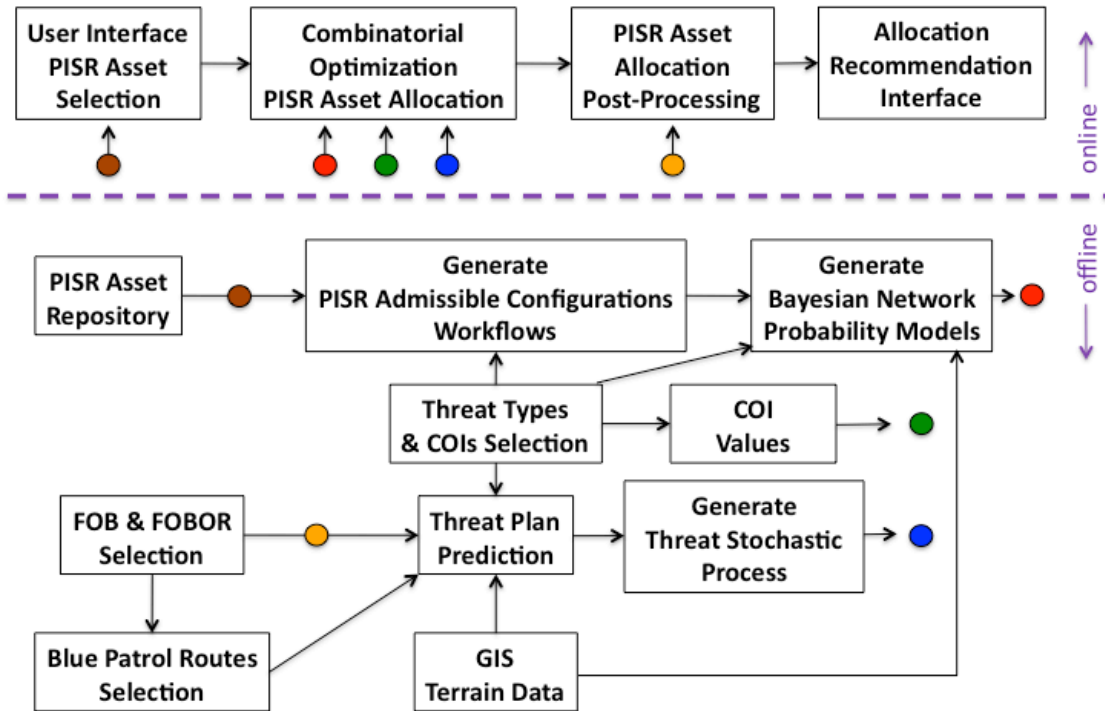 User Interface
PISR Asset
Selection
Combinatorial
Optimization
PISR Asset Allocation
PISR Asset
Allocation
Post-Processing
Allocation
Recommendation
Interface
online
offline
PISR Asset
Repository
Generate
PISR Admissible Configurations
Workflows
Generate
Bayesian Network
Probability Models
Threat Types
& COIs Selection
COI
Values
FOB & FOBOR
Selection
Threat Plan
Prediction
Generate
Threat Stochastic
Process
Blue Patrol Routes
Selection
GIS
Terrain Data